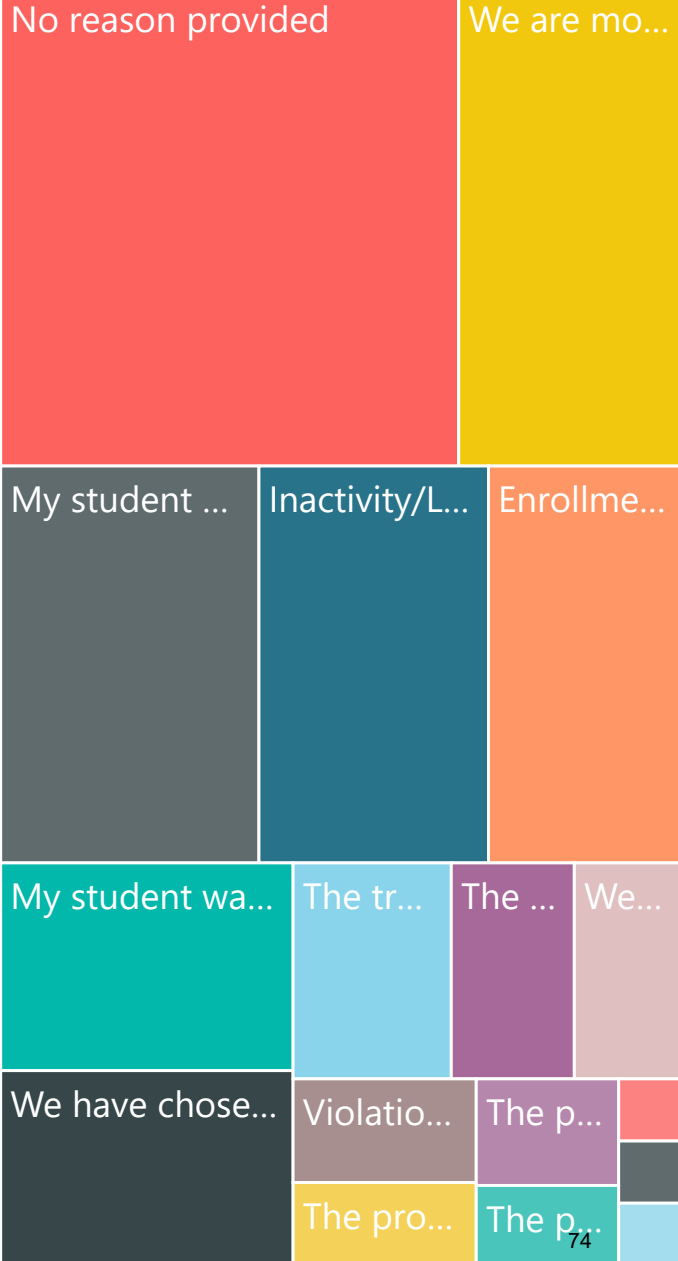 No reason provided
We are mo...
My student ...
Inactivity/L...
Enrollme...
My student wa...
The tr...
The ...
We...
We have chose...
Violatio...
The p...
The pro...
The p...
74